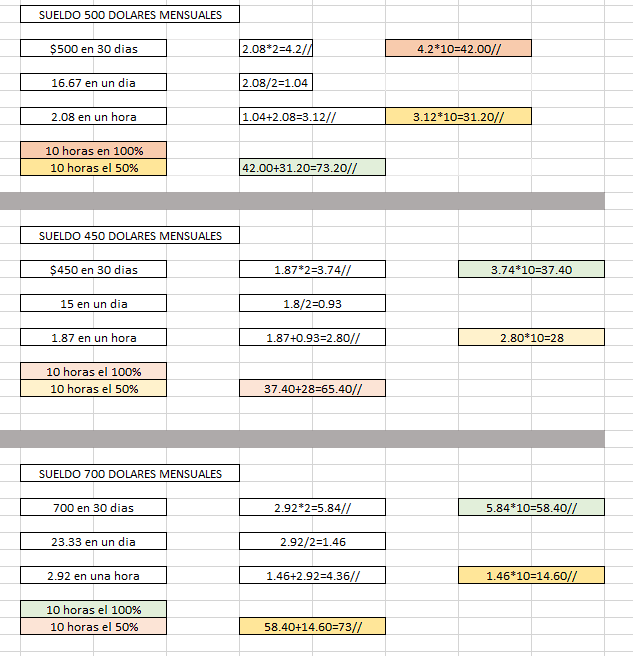 SUELDO 500 DOLARES MENSUALES
$500 en 30 dias 2.08*2=4.2// 4.2*10=42.00//
16.67 en un dia 2.08/2=1.04
2.08 en un hora 1.04+2.08=3.12// 3.12*10=31.20//
10 horas en 100%
10 horas el 50% 42.00+31.20=73.20//
SUELDO 450 DOLARES MENSUALES
$450 en 30 dias 1.87*2=3.74// 3.74*10=37.40
15 en un dia 1.8/2=0.93
1.87 en un hora 1.87+0.93=2.80// 2.80*10=28
10 horas el 100%
10 horas el 50% 37.40+28=65.40//
SUELDO 700 DOLARES MENSUALES
700 en 30 dias 2.92*2=5.84// 5.84*10=58.40//
23.33 en un dia 2.92/2=1.46
2.92 en una hora 1.46+2.92=4.36// 1.46*10=14.60//
10 horas el 100%
10 horas el 50% 58.40+14.60=73//